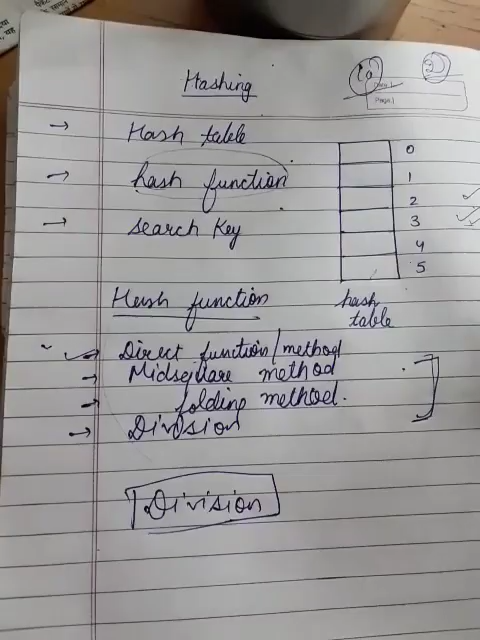 Hashing
Page
→ Hash table
→ hash function
→ search Key
0
1
2
3
4
5
hash
table
Hash function
→ Direct function/method
→ Midsquare method
→ folding method.
→ Division
Division